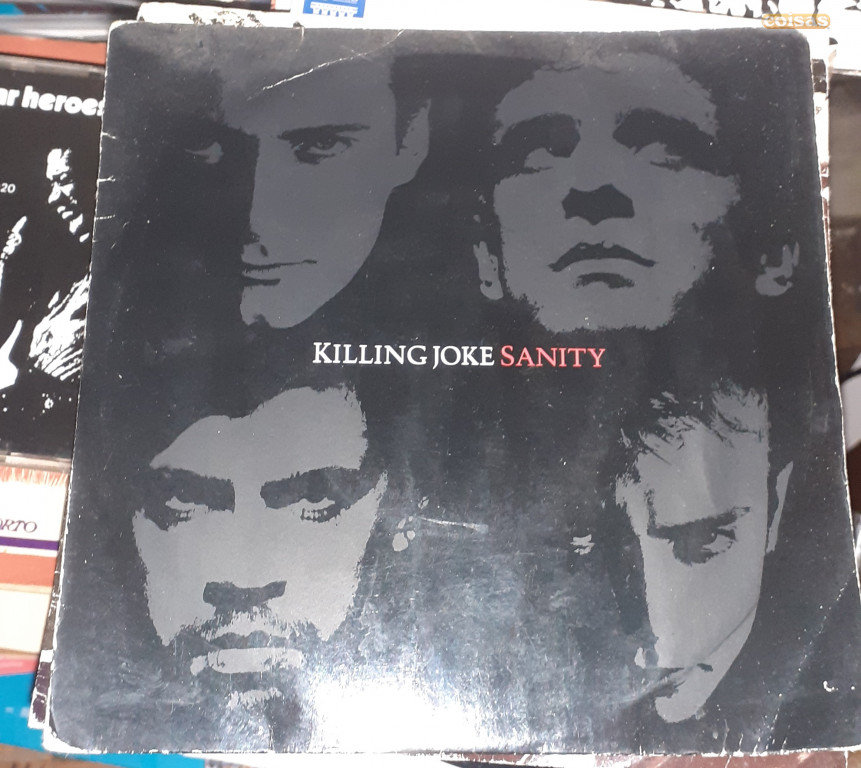 coisas
ar heroes
20
KILLING JOKE SANITY
ORTO